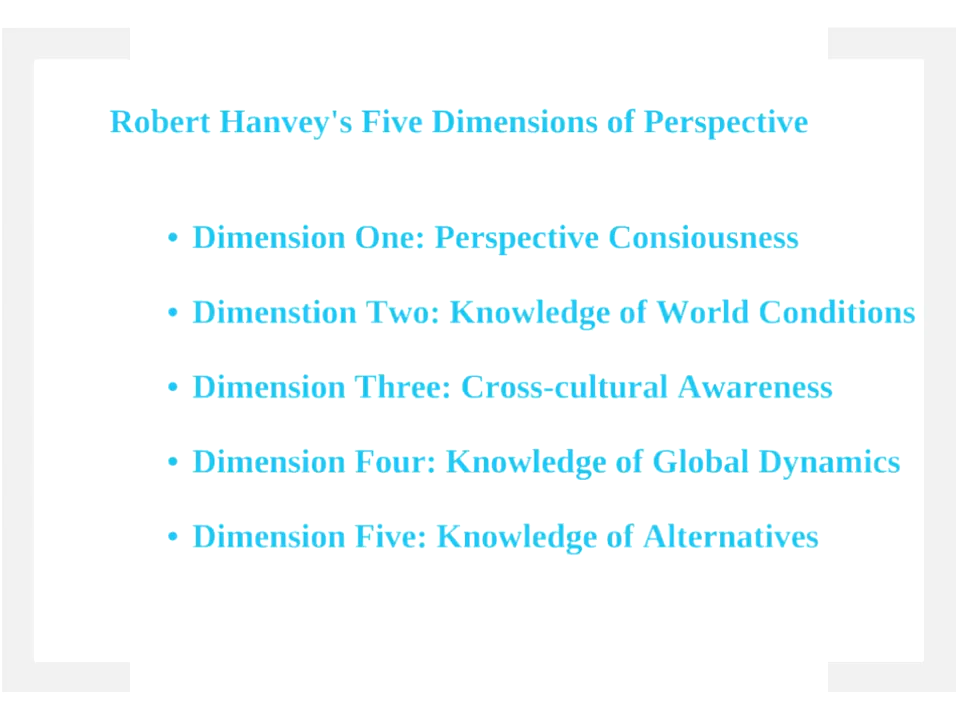 Robert Hanvey's Five Dimensions of Perspective
• Dimension One: Perspective Consiousness
• Dimenstion Two: Knowledge of World Conditions
• Dimension Three: Cross-cultural Awareness
• Dimension Four: Knowledge of Global Dynamics
• Dimension Five: Knowledge of Alternatives